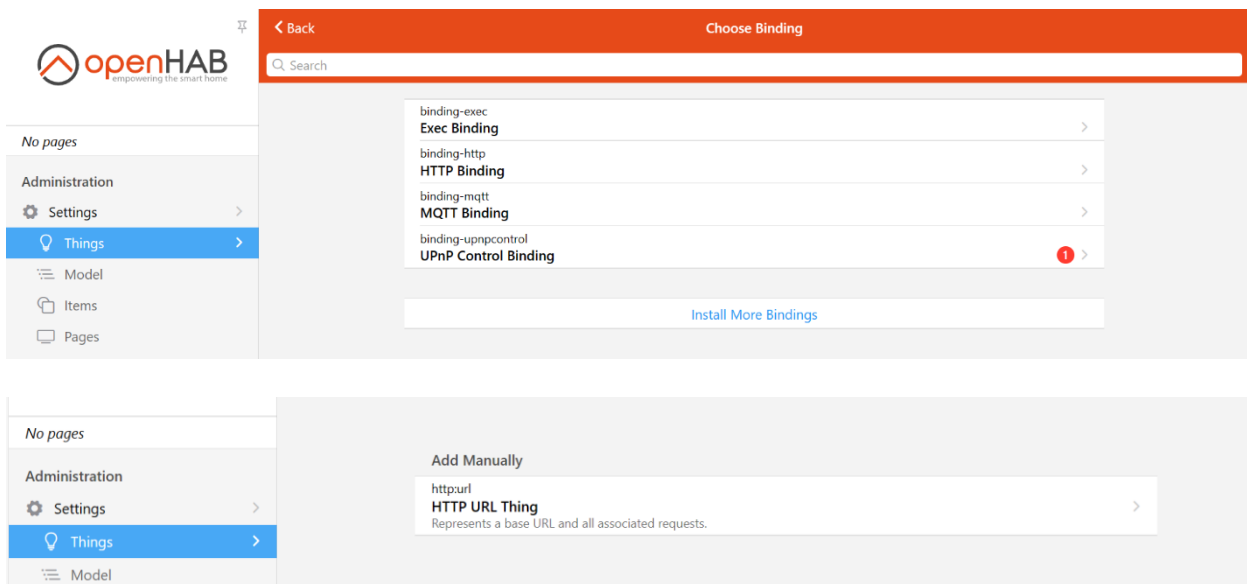 openHAB
empowering the smart home
No pages
Administration
Settings
Things
Model
Items
Pages
Back
Choose Binding
Search
binding-exec
Exec Binding
binding-http
HTTP Binding
binding-mqtt
MQTT Binding
binding-upnpcontrol
UPnP Control Binding
1
Install More Bindings
No pages
Administration
Settings
Things
Model
Add Manually
http:url
HTTP URL Thing
Represents a base URL and all associated requests.